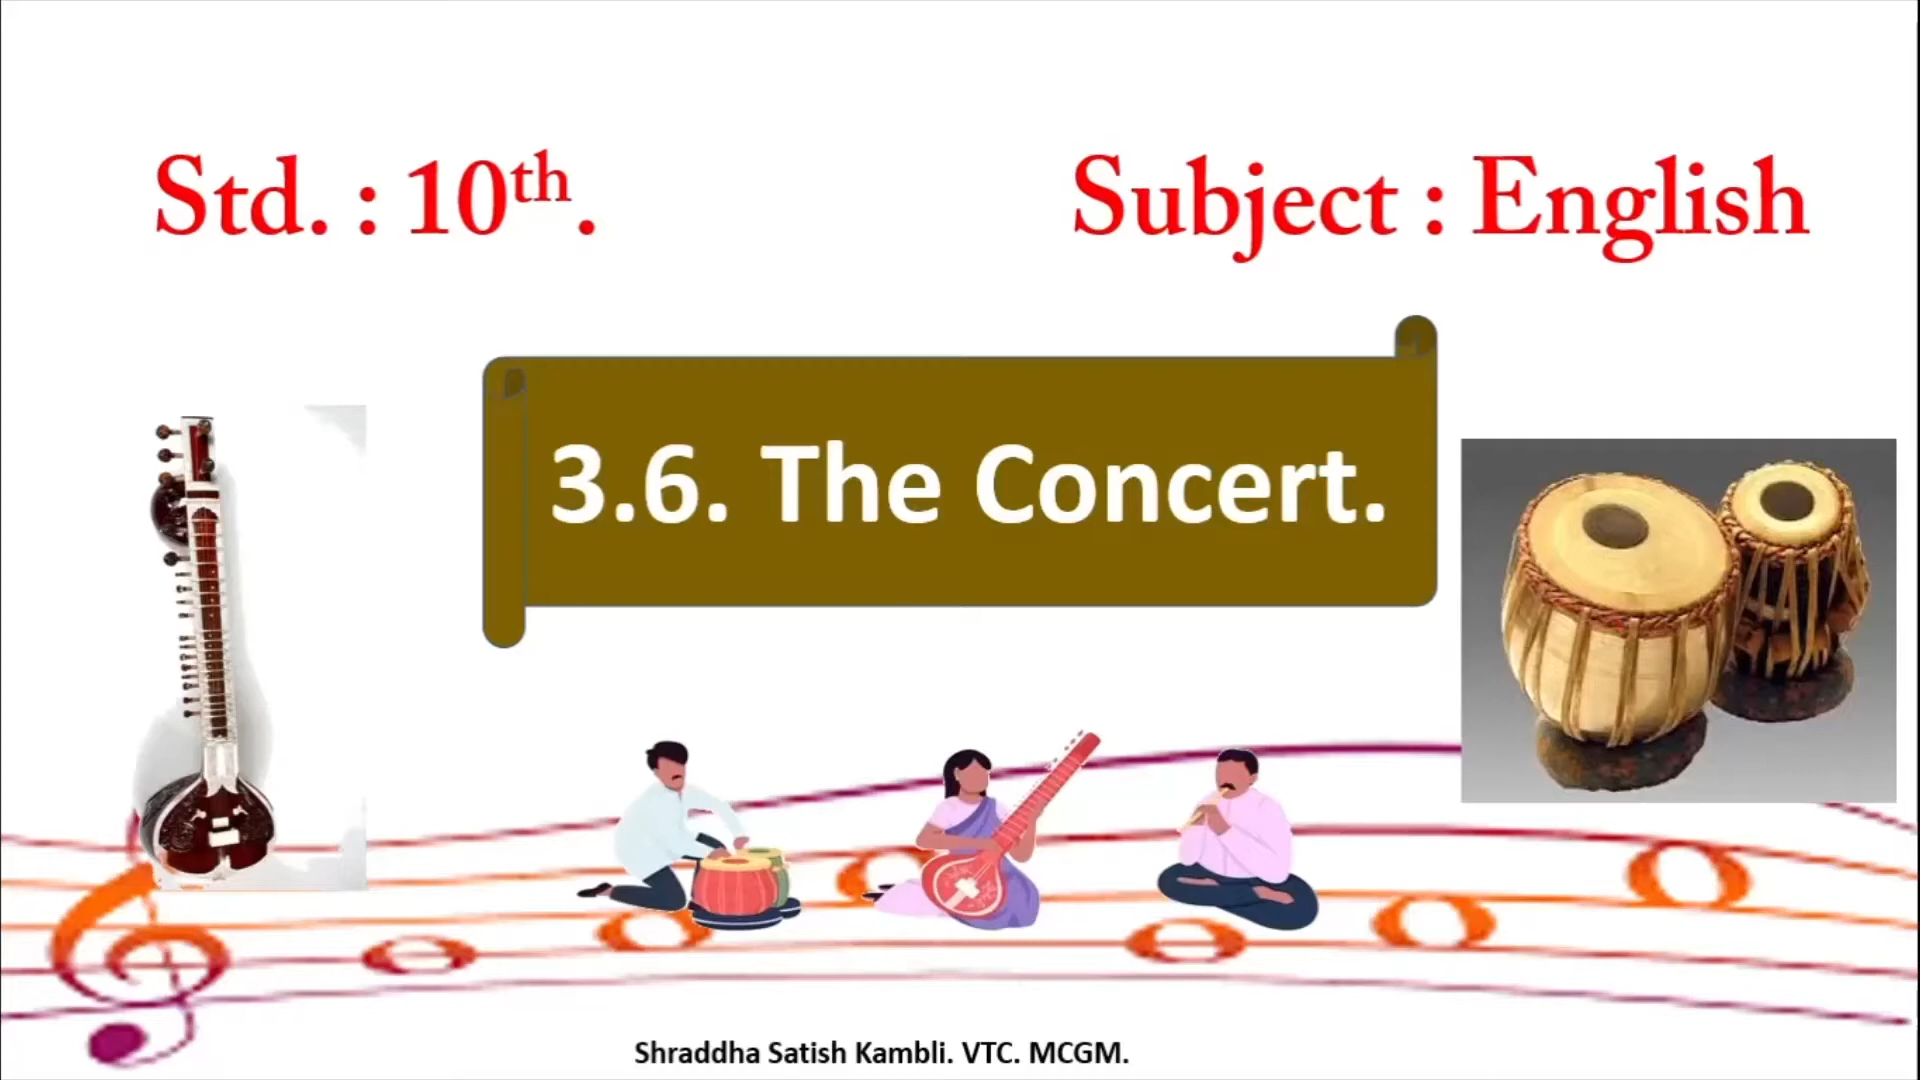 Std. : 10th.
Subject : English
3.6. The Concert.
Shraddha Satish Kambli. VTC. MCGM.